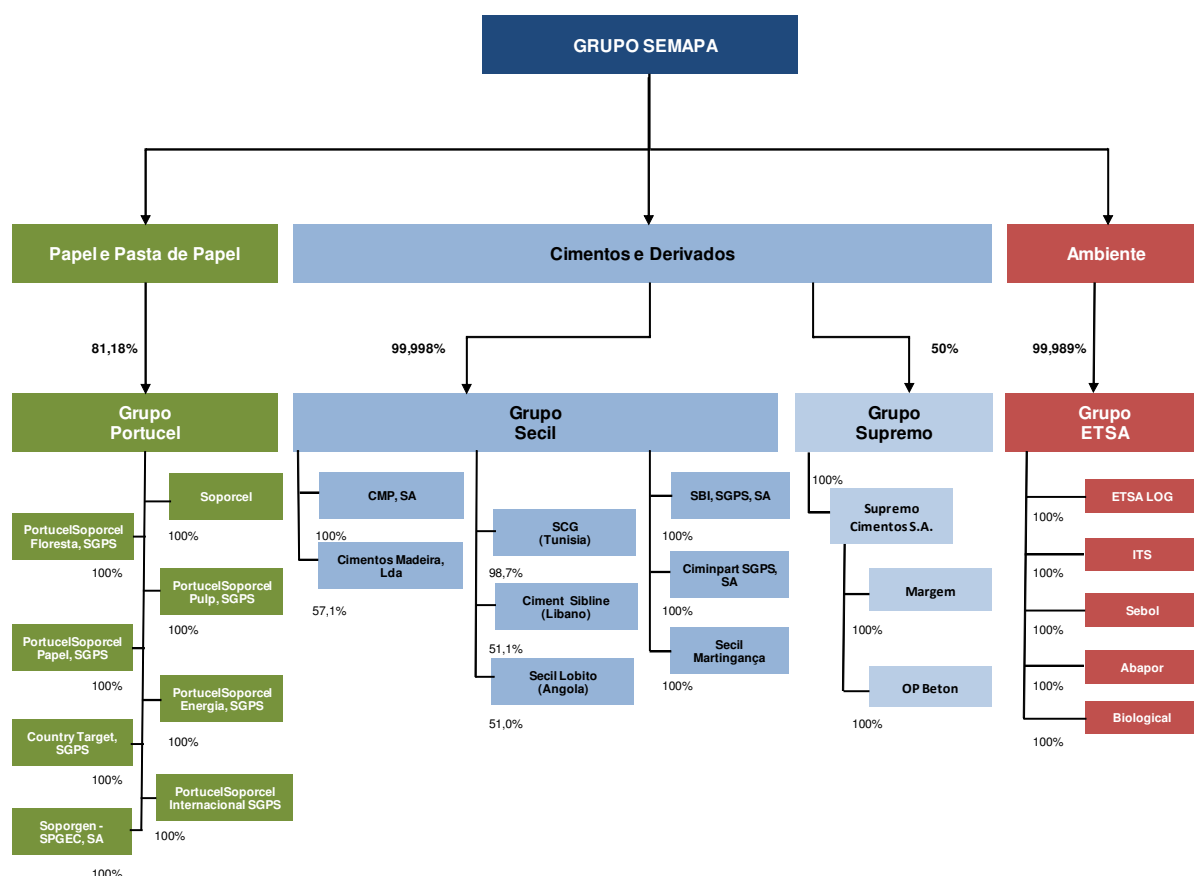 GRUPO SEMAPA
Papel e Pasta de Papel
Cimentos e Derivados
Ambiente
81,18%
99,998%
50%
99,989%
Grupo
Portucel
Grupo
Secil
Grupo
Supremo
Grupo
ETSA
Soporcel
100%
PortucelSoporcel
Floresta, SGPS
100%
PortucelSoporcel
Pulp, SGPS
100%
PortucelSoporcel
Papel, SGPS
100%
PortucelSoporcel
Energia, SGPS
100%
Country Target,
SGPS
100%
PortucelSoporcel
Internacional SGPS
100%
Soporgen -
SPGEC, SA
100%
CMP, SA
100%
Cimentos Madeira,
Lda
57,1%
SCG
(Tunisia)
98,7%
Ciment Sibline
(Libano)
51,1%
Secil Lobito
(Angola)
51,0%
SBI, SGPS, SA
100%
Ciminpart SGPS,
SA
100%
Secil
Martingança
100%
100%
Supremo
Cimentos S.A.
Margem
100%
OP Beton
100%
ETSA LOG
100%
ITS
100%
Sebol
100%
Abapor
100%
Biological
100%